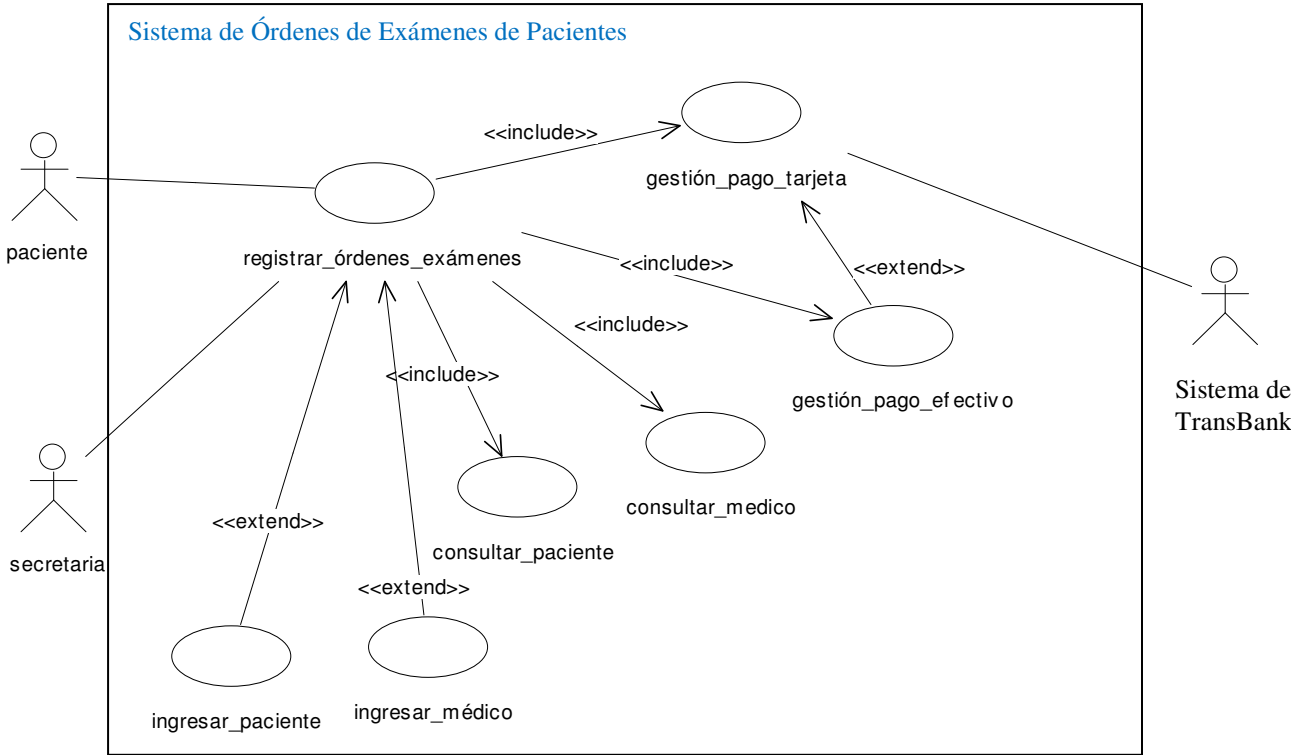 Sistema de Órdenes de Exámenes de Pacientes
<<include>>
gestión_pago_tarjeta
paciente
registrar_órdenes_exámenes
<<include>>
<<extend>>
<<include>>
<<include>>
gestión_pago_efectivo
Sistema de
TransBank
consultar_medico
<<extend>>
consultar_paciente
secretaria
<<extend>>
ingresar_paciente
ingresar_médico